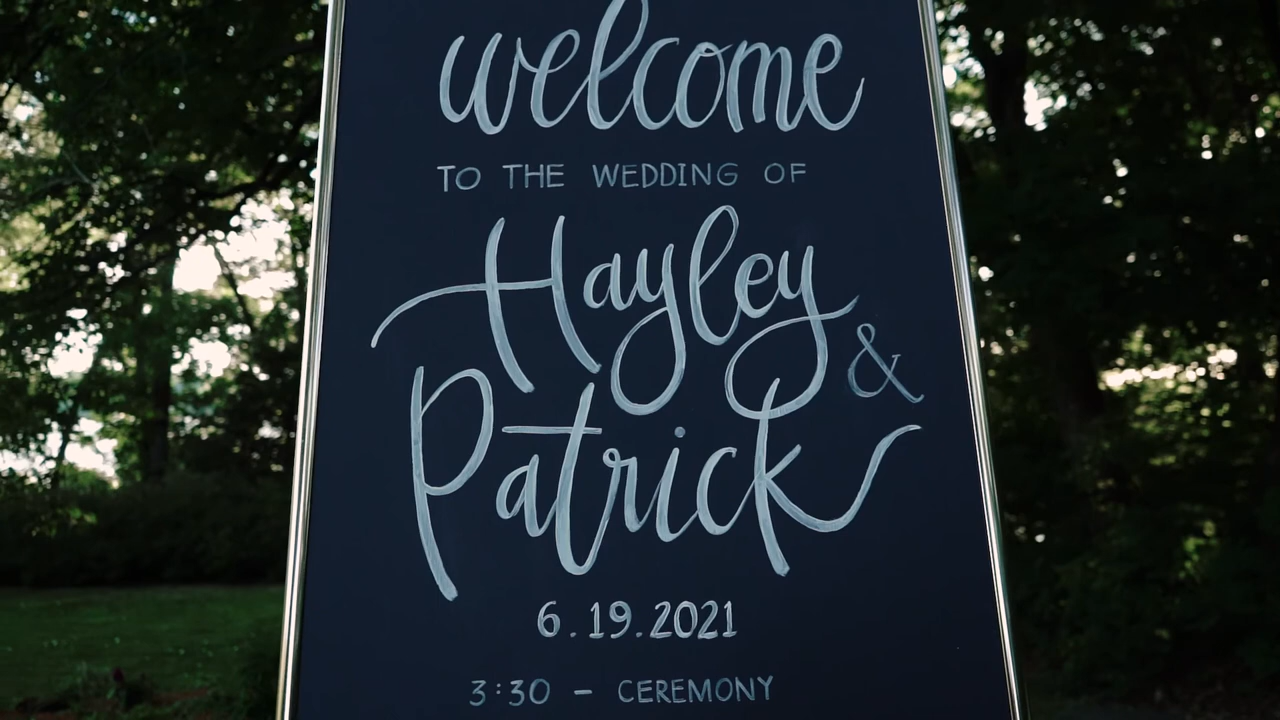 welcome
TO THE WEDDING OF
Hayley
&
Patrick
6.19.2021
3:30 - CEREMONY